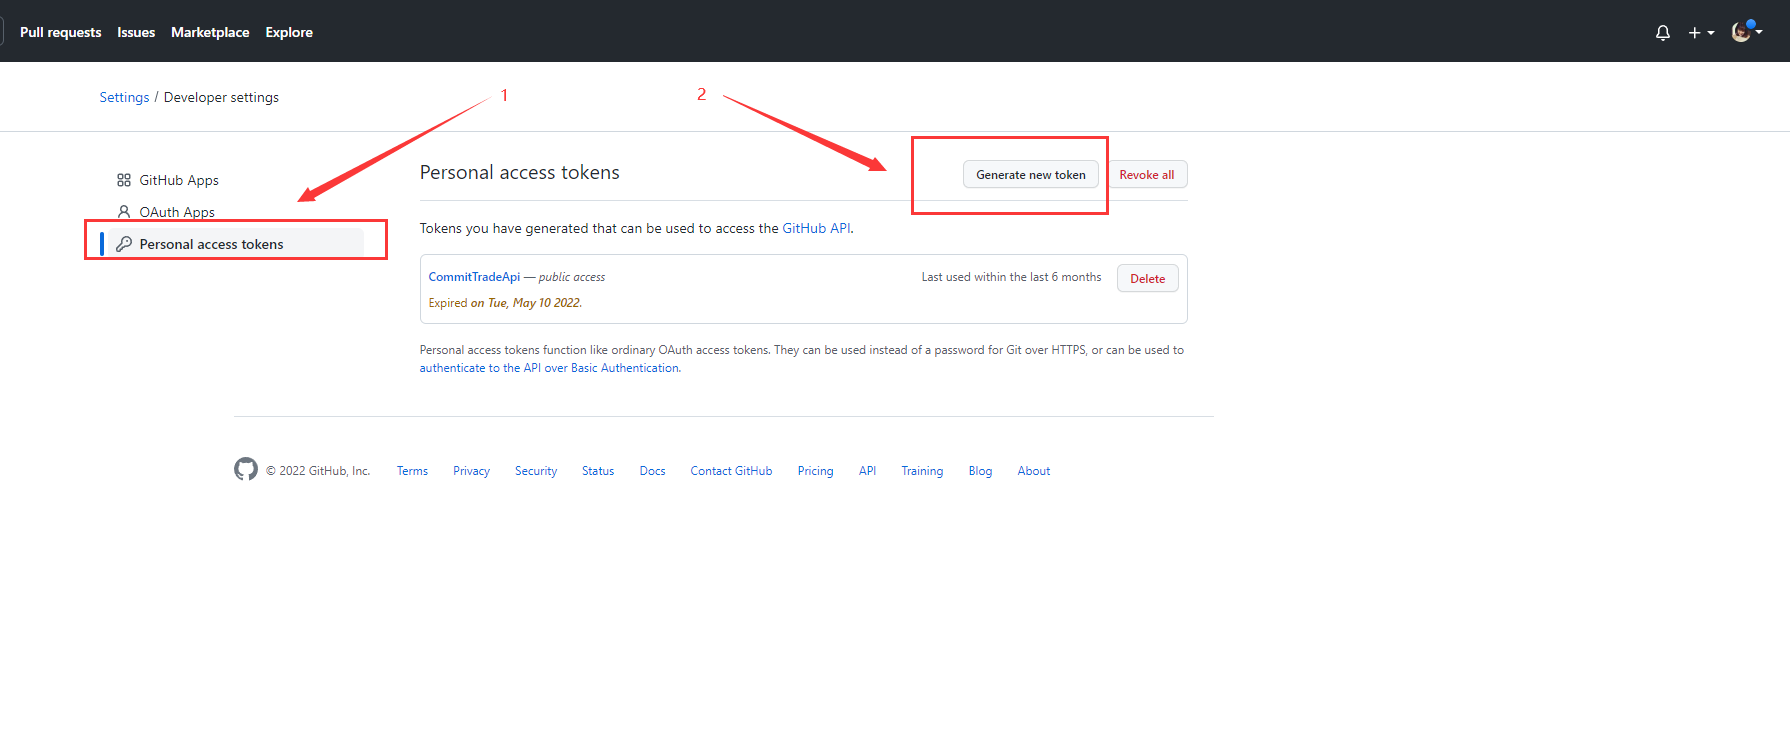 Pull requests Issues Marketplace Explore
Settings / Developer settings
1
2
GitHub Apps
OAuth Apps
Personal access tokens
Personal access tokens
Generate new token
Revoke all
Tokens you have generated that can be used to access the GitHub API.
CommitTradeApi — public access
Last used within the last 6 months
Delete
Expired on Tue, May 10 2022.
Personal access tokens function like ordinary OAuth access tokens. They can be used instead of a password for Git over HTTPS, or can be used to
authenticate to the API over Basic Authentication.
© 2022 GitHub, Inc. Terms Privacy Security Status Docs Contact GitHub Pricing API Training Blog About